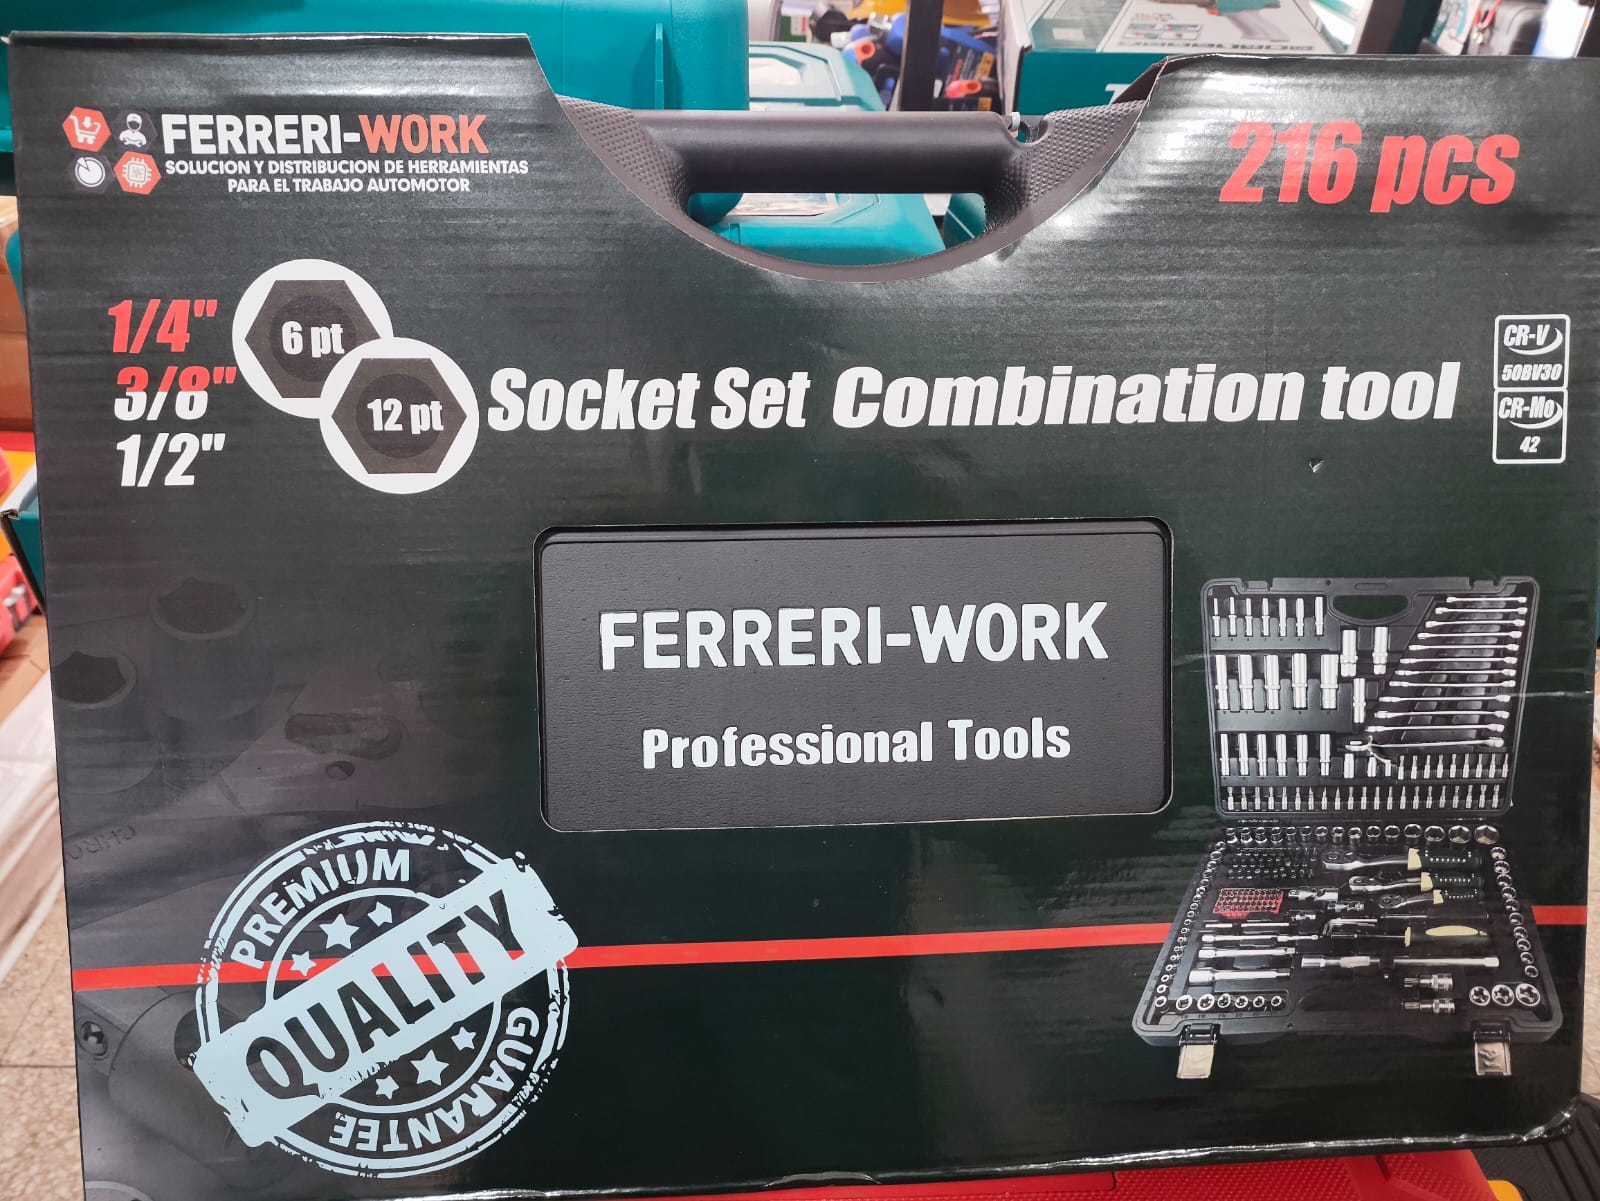 FERRERI-WORK
SOLUCION Y DISTRIBUCION DE HERRAMIENTAS
PARA EL TRABAJO AUTOMOTOR
216 pcs
1/4"
3/8"
1/2"
6 pt
12 pt
Socket Set Combination tool
CR-V
50BV30
CR-Mo
42
FERRERI-WORK
Professional Tools
PREMIUM
QUALITY
GUARANTEE